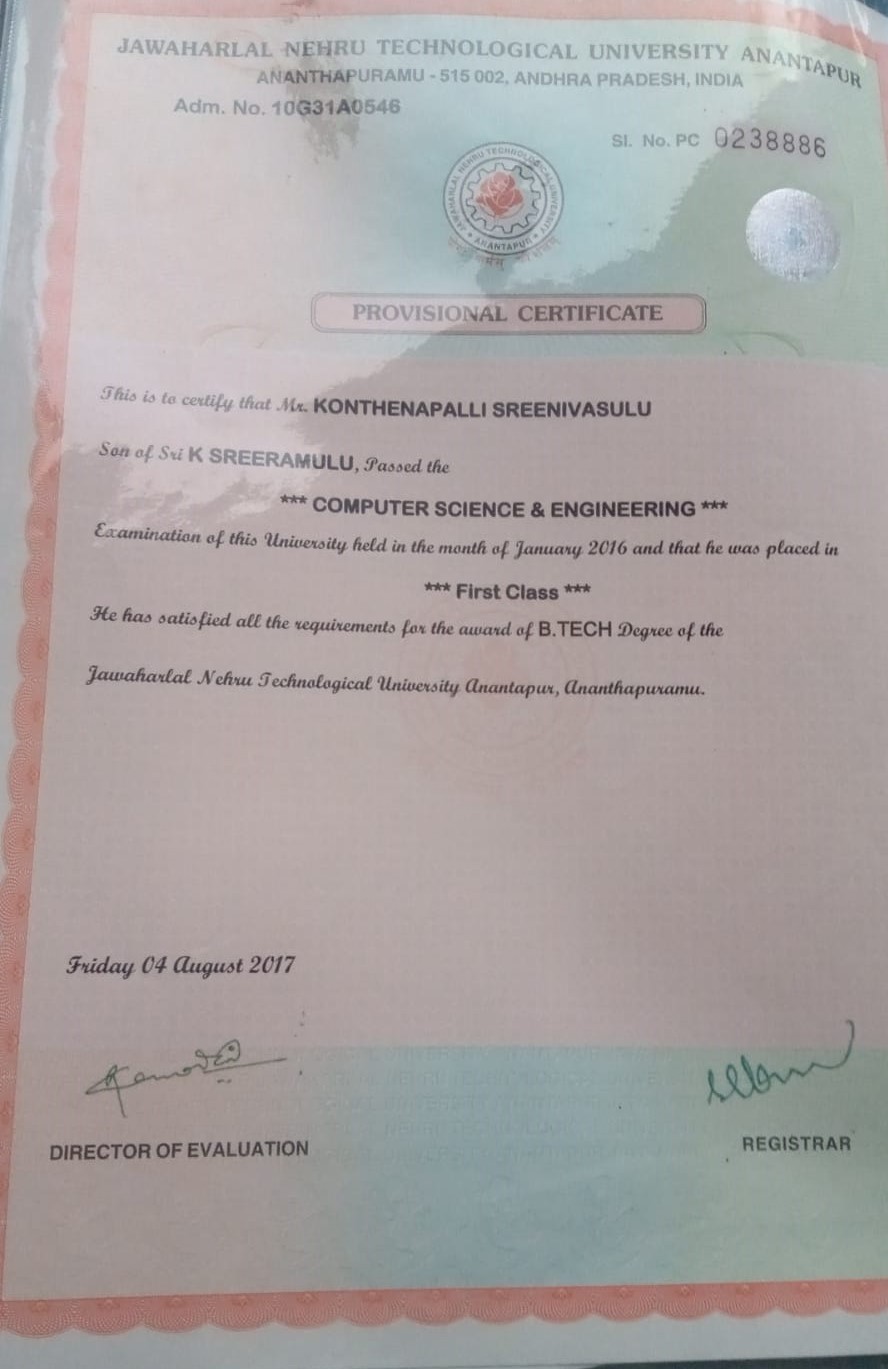 JAWAHARLAL NEHRU TECHNOLOGICAL UNIVERSITY ANANTAPUR
ANANTHAPURAMU - 515 002, ANDHRA PRADESH, INDIA
Adm. No. 10G31A0546
Sl. No. PC 0238886
JAWAHARLAL NEHRU TECHNOLOGICAL UNIVERSITY
ANANTAPUR
PROVISIONAL CERTIFICATE
This is to certify that Mr. KONTHENAPALLI SREENIVASULU
Son of Sri K SREERAMULU, Passed the
*** COMPUTER SCIENCE & ENGINEERING ***
Examination of this University held in the month of January 2016 and that he was placed in
*** First Class ***
He has satisfied all the requirements for the award of B.TECH Degree of the
Jawaharlal Nehru Technological University Anantapur, Ananthapuramu.
Friday 04 August 2017
DIRECTOR OF EVALUATION
REGISTRAR